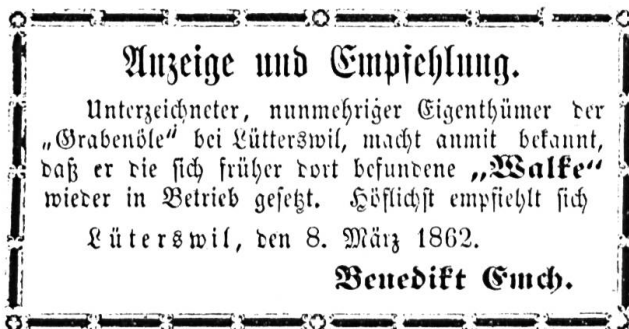 Anzeige und Empfehlung.
Unterzeichneter, nunmehriger Eigenthümer der
„Grabenöle“ bei Lütterswil, macht anmit bekannt,
daß er die sich früher dort befundene „Walke“
wieder in Betrieb gesetzt. Höflichst empfiehlt sich
Lüterswil, den 8. März 1862.
Benedikt Emch.